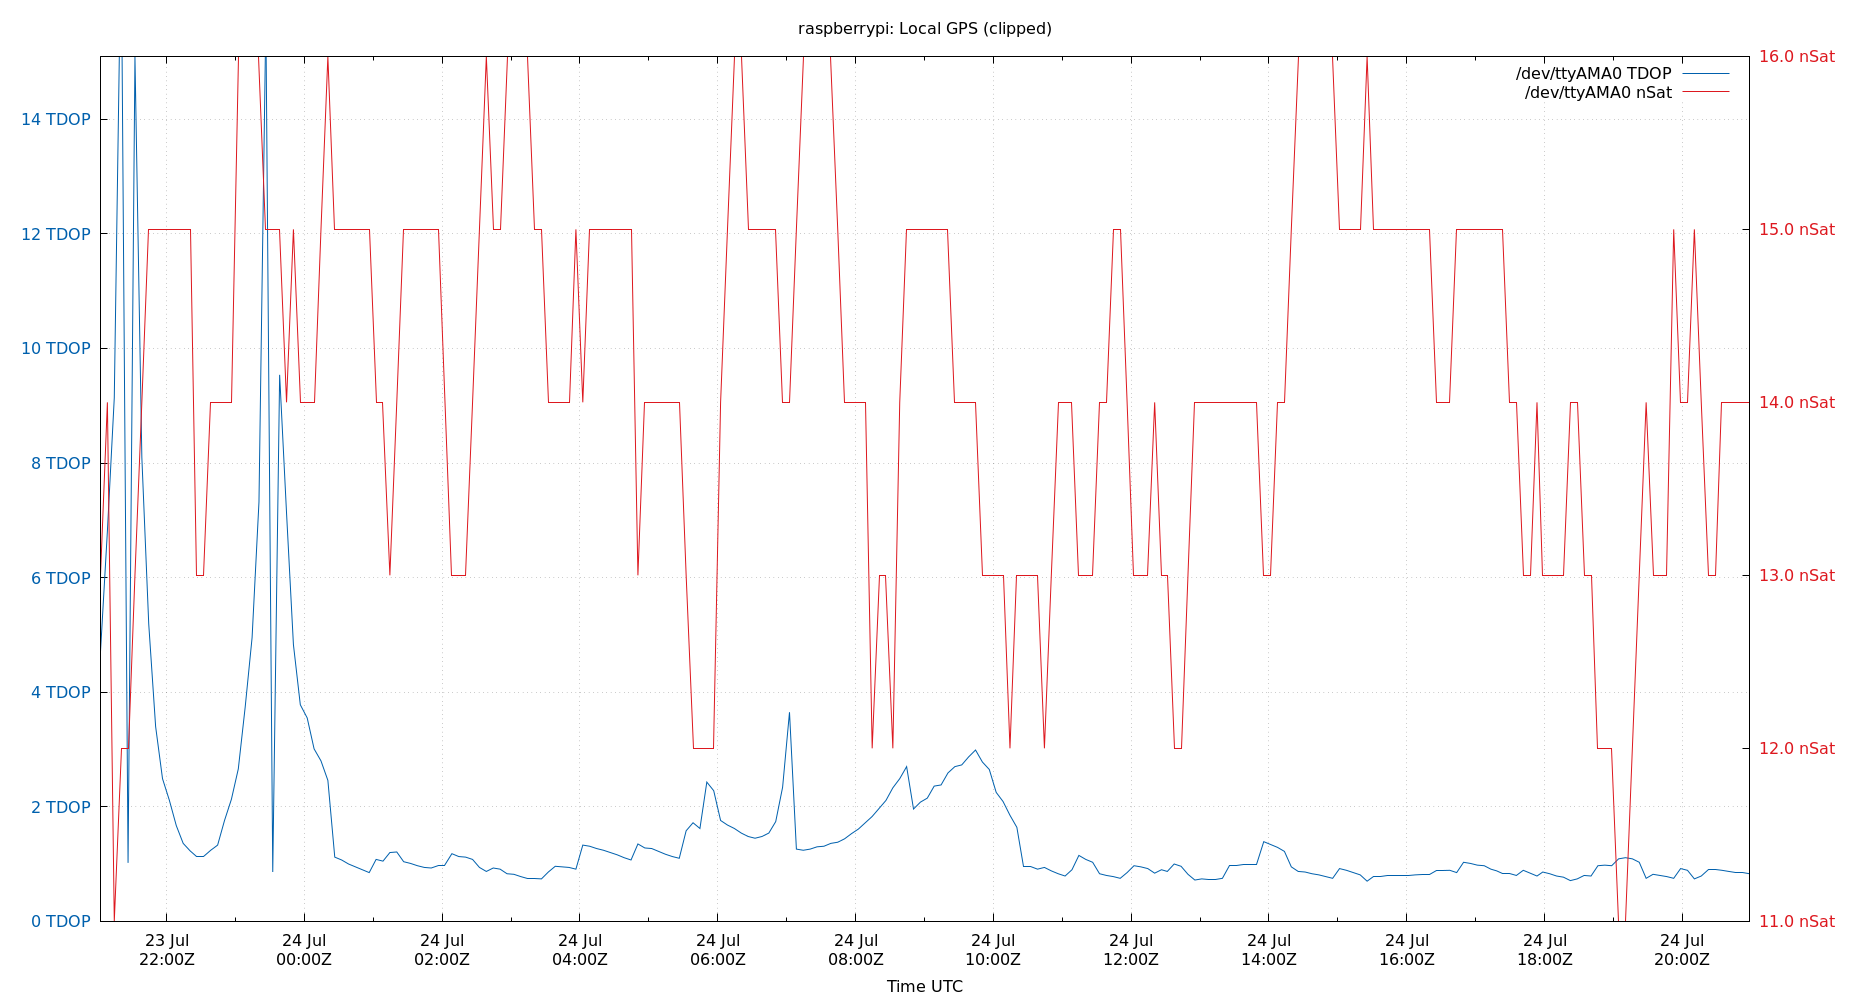 raspberrypi: Local GPS (clipped)
/dev/ttyAMA0 TDOP
/dev/ttyAMA0 nSat
14 TDOP
12 TDOP
10 TDOP
8 TDOP
6 TDOP
4 TDOP
2 TDOP
0 TDOP
16.0 nSat
15.0 nSat
14.0 nSat
13.0 nSat
12.0 nSat
11.0 nSat
23 Jul
22:00Z
24 Jul
00:00Z
24 Jul
02:00Z
24 Jul
04:00Z
24 Jul
06:00Z
24 Jul
08:00Z
24 Jul
10:00Z
24 Jul
12:00Z
24 Jul
14:00Z
24 Jul
16:00Z
24 Jul
18:00Z
24 Jul
20:00Z
Time UTC